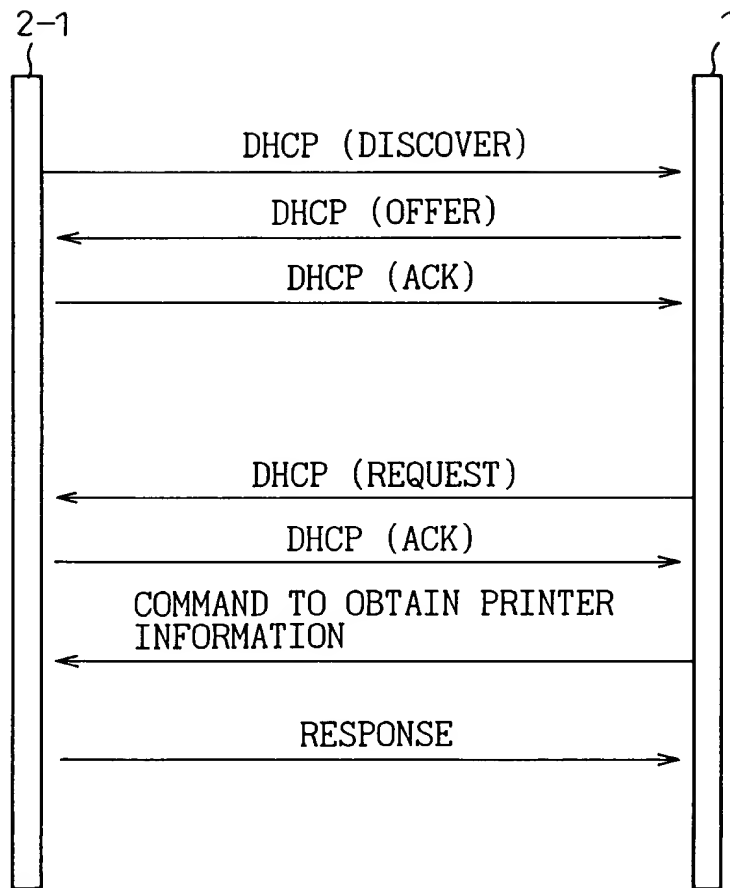 2-1
DHCP (DISCOVER)
DHCP (OFFER)
DHCP (ACK)
DHCP (REQUEST)
DHCP (ACK)
COMMAND TO OBTAIN PRINTER
INFORMATION
RESPONSE